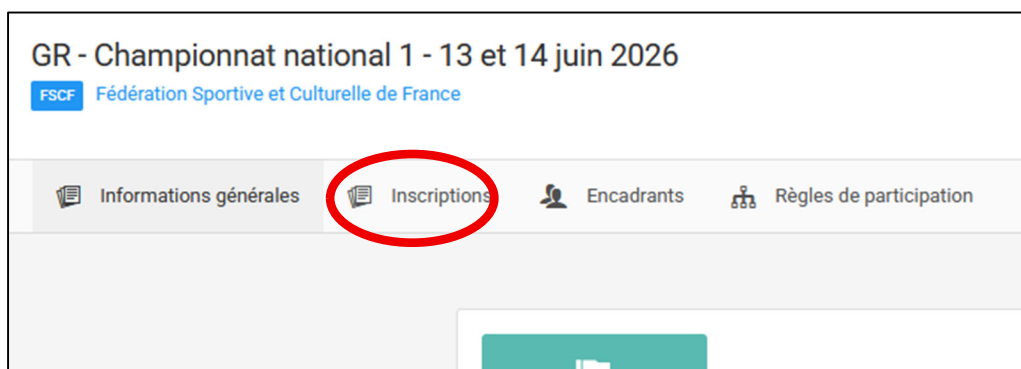 GR - Championnat national 1 - 13 et 14 juin 2026
FSCF Fédération Sportive et Culturelle de France
Informations générales Inscriptions Encadrants Règles de participation